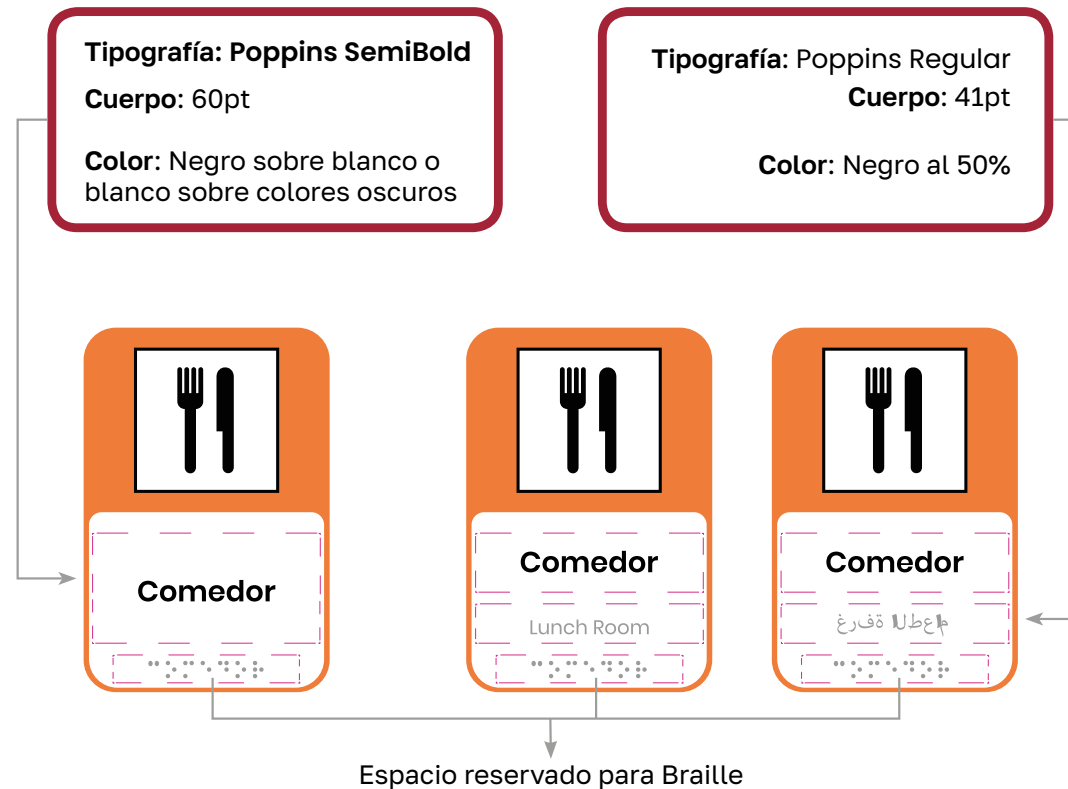 Tipografía: Poppins SemiBold
Cuerpo: 60pt
Color: Negro sobre blanco o
blanco sobre colores oscuros
Tipografía: Poppins Regular
Cuerpo: 41pt
Color: Negro al 50%
Comedor
Comedor
Lunch Room
Comedor
Espacio reservado para Braille